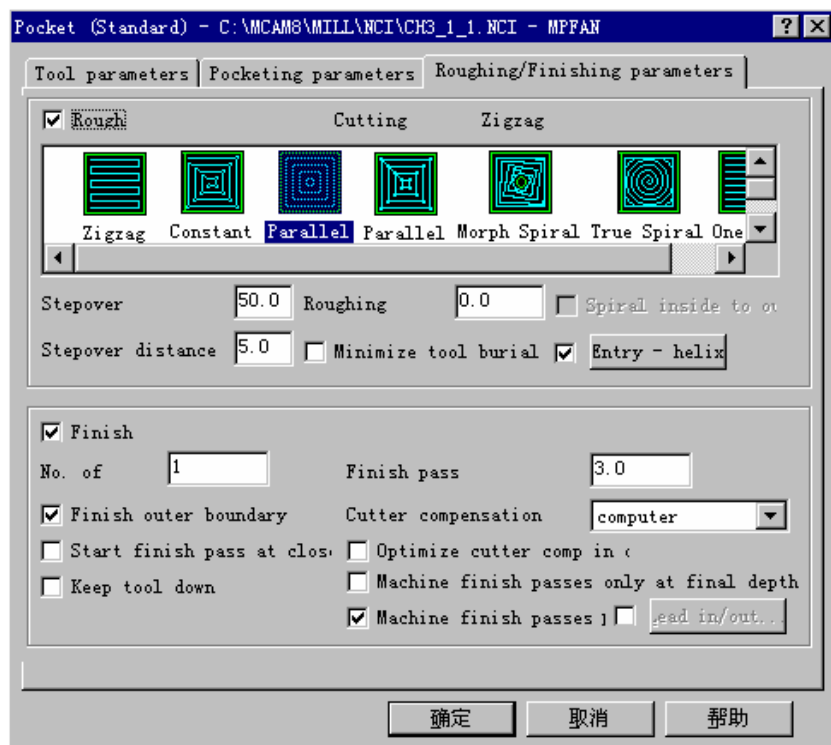 Pocket (Standard) - C:\MCAM8\MILL\NCI\CH3_1_1.NCI - MPFAN
Tool parameters Pocketing parameters Roughing/Finishing parameters
Rough Cutting Zigzag
Zigzag Constant Parallel Parallel Morph Spiral True Spiral One
Stepover 50.0 Roughing 0.0 Spiral inside to
Stepover distance 5.0 Minimize tool burial Entry - helix
Finish
No. of 1 Finish pass 3.0
Finish outer boundary Cutter compensation computer
Start finish pass at clos Optimize cutter comp in
Keep tool down Machine finish passes only at final depth
Machine finish passes ead in/out...
确定 取消 帮助